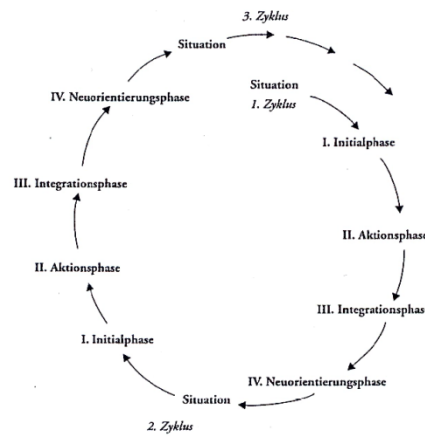 3. Zyklus
Situation
Situation
1. Zyklus
I. Initialphase
II. Aktionsphase
III. Integrationsphase
IV. Neuorientierungsphase
Situation
2. Zyklus
I. Initialphase
II. Aktionsphase
III. Integrationsphase
IV. Neuorientierungsphase